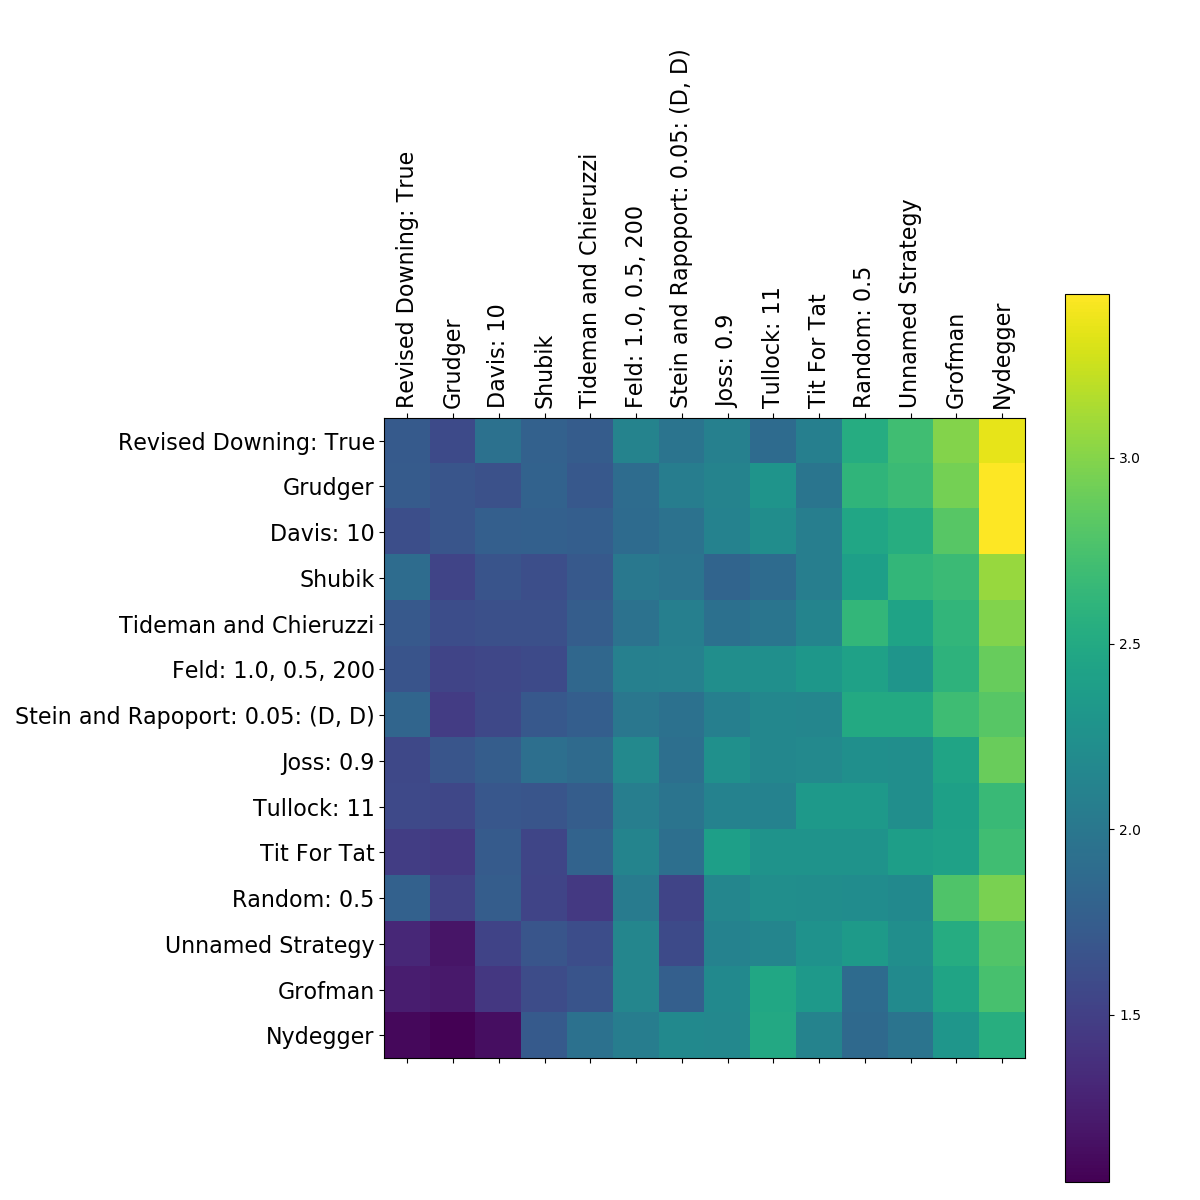 Revised Downing: True
Grudger
Davis: 10
Shubik
Tideman and Chieruzzi
Feld: 1.0, 0.5, 200
Stein and Rapoport: 0.05: (D, D)
Joss: 0.9
Tullock: 11
Tit For Tat
Random: 0.5
Unnamed Strategy
Grofman
Nydegger
Revised Downing: True
Grudger
Davis: 10
Shubik
Tideman and Chieruzzi
Feld: 1.0, 0.5, 200
Stein and Rapoport: 0.05: (D, D)
Joss: 0.9
Tullock: 11
Tit For Tat
Random: 0.5
Unnamed Strategy
Grofman
Nydegger
3.0
2.5
2.0
1.5